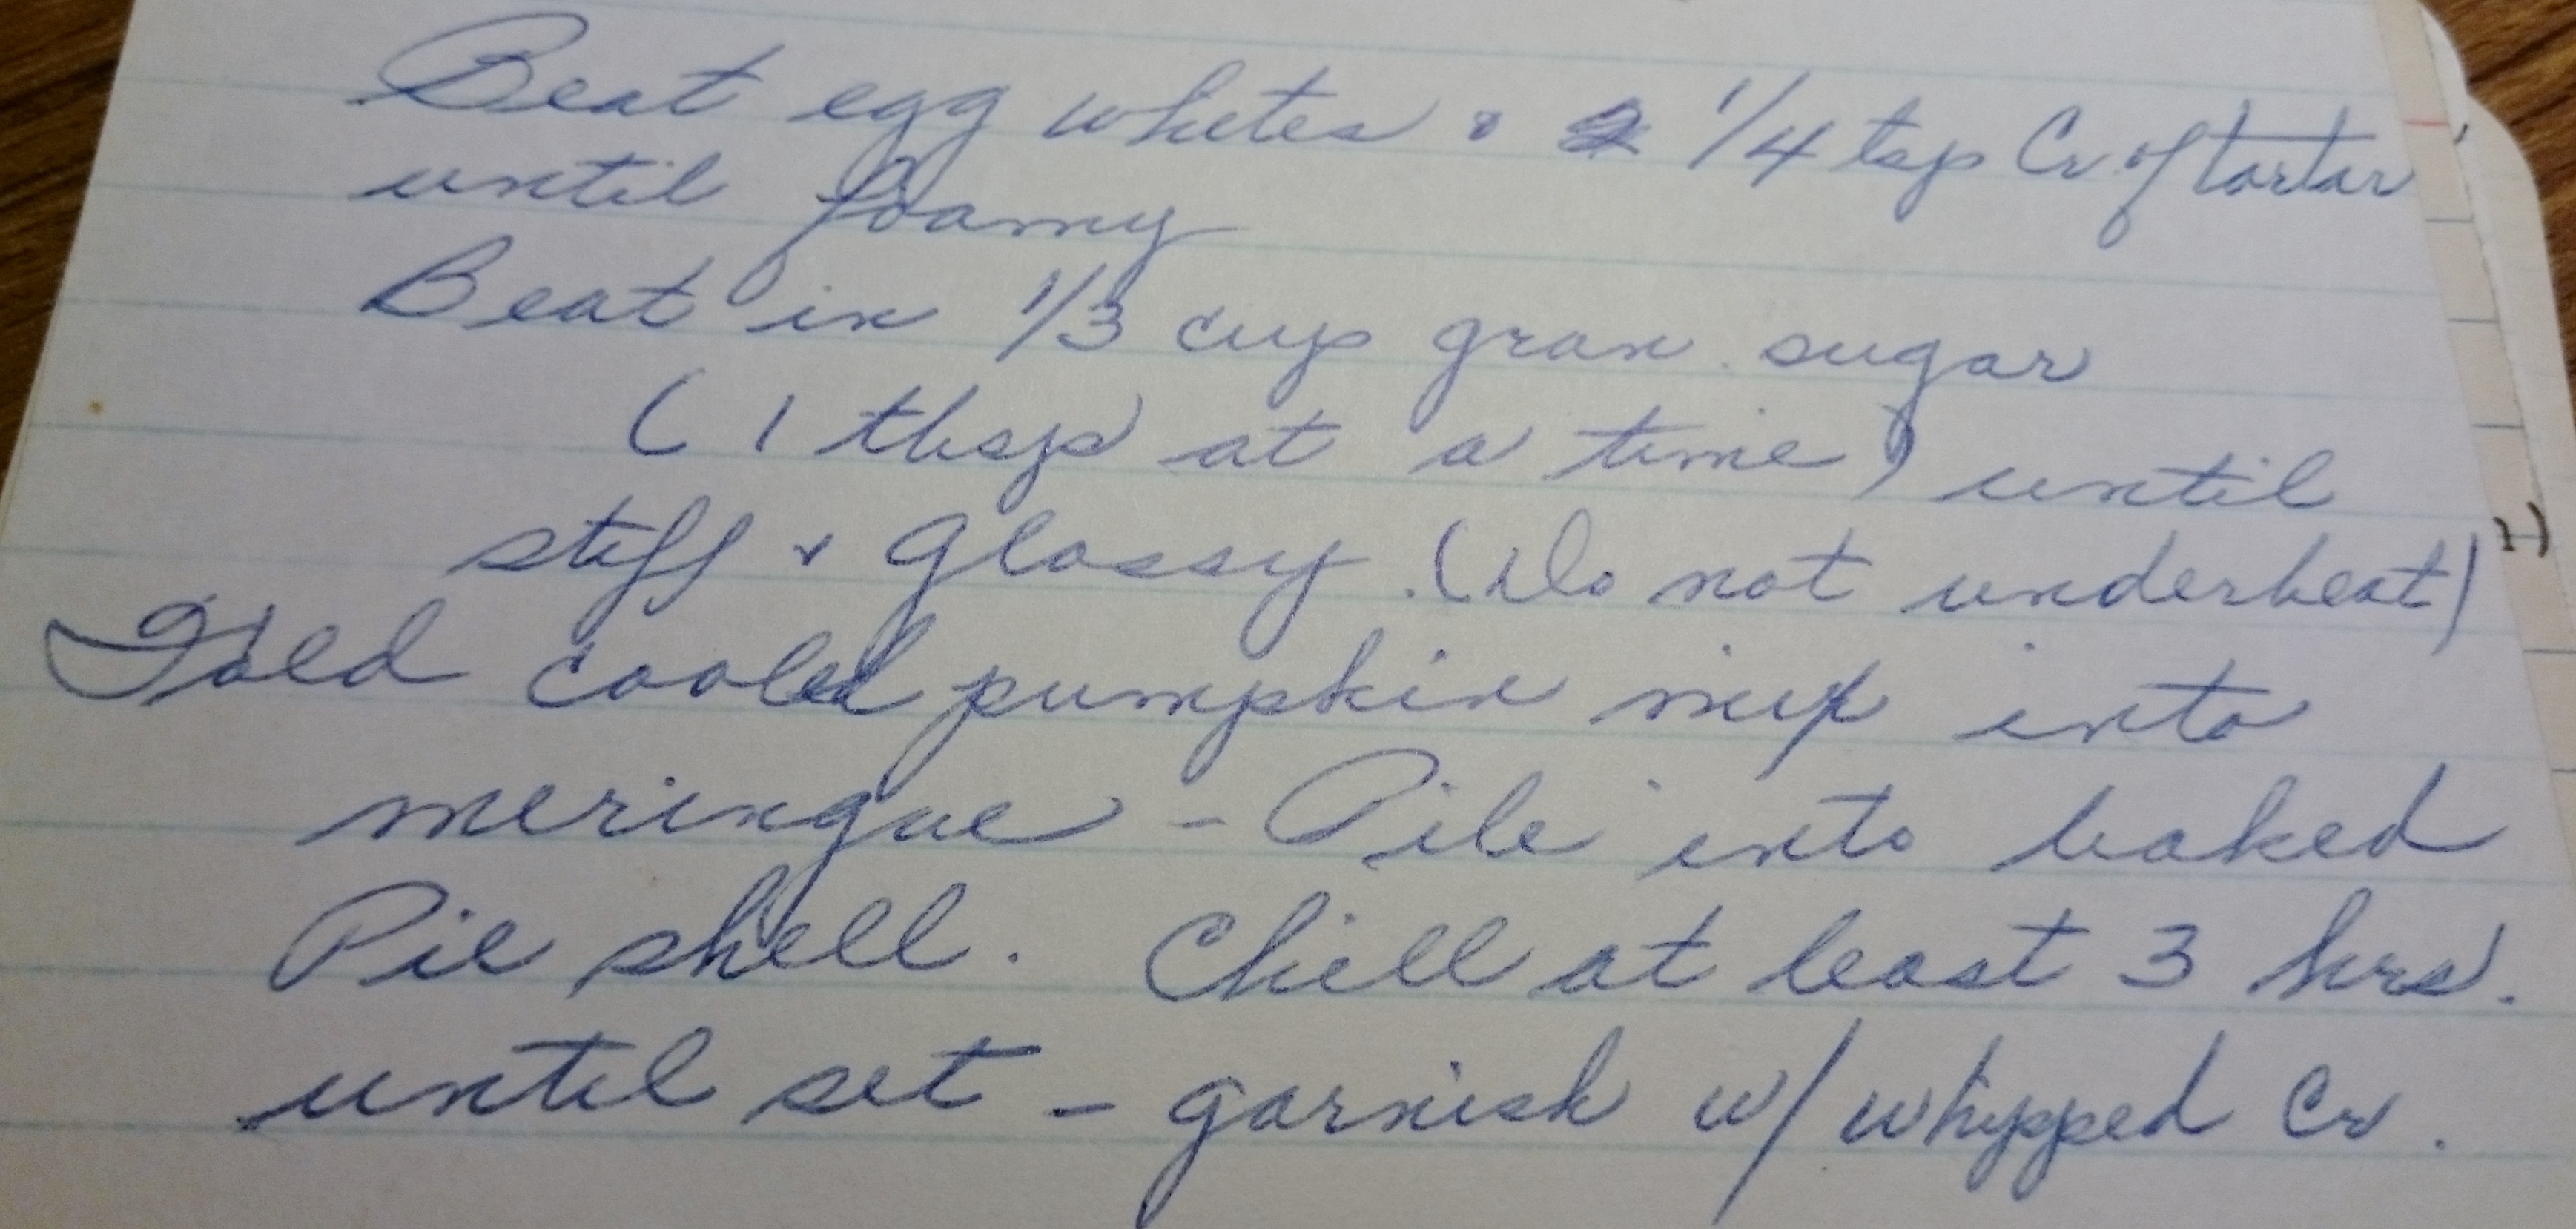 Beat egg whites & 1/4 tsp Cr of tartar
until foamy
Beat in 1/3 cup gran. sugar
(1 tbsp at a time) until
stiff & Glossy. (Do not underbeat)
Fold cooled pumpkin mix into
meringue - Pile into baked
Pie shell. Chill at least 3 hrs.
until set - garnish w/ whipped Cr.